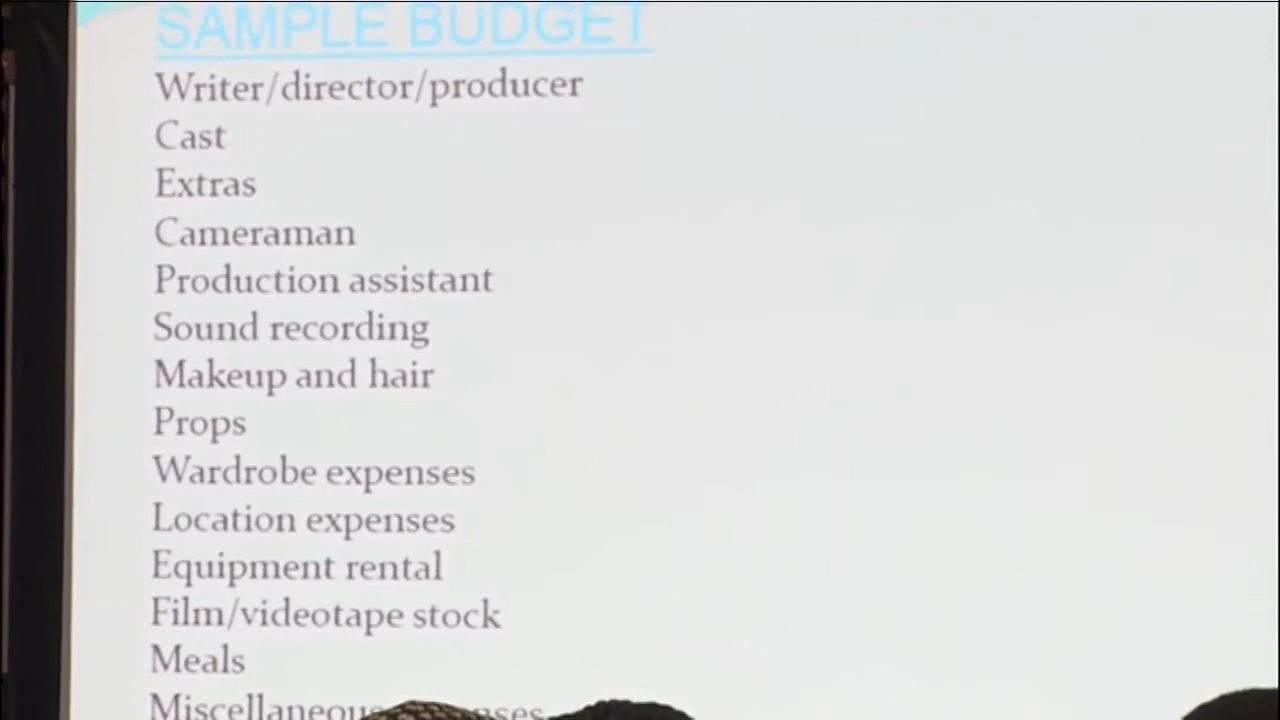 SAMPLE BUDGET
Writer/director/producer
Cast
Extras
Cameraman
Production assistant
Sound recording
Makeup and hair
Props
Wardrobe expenses
Location expenses
Equipment rental
Film/videotape stock
Meals
Miscellaneous